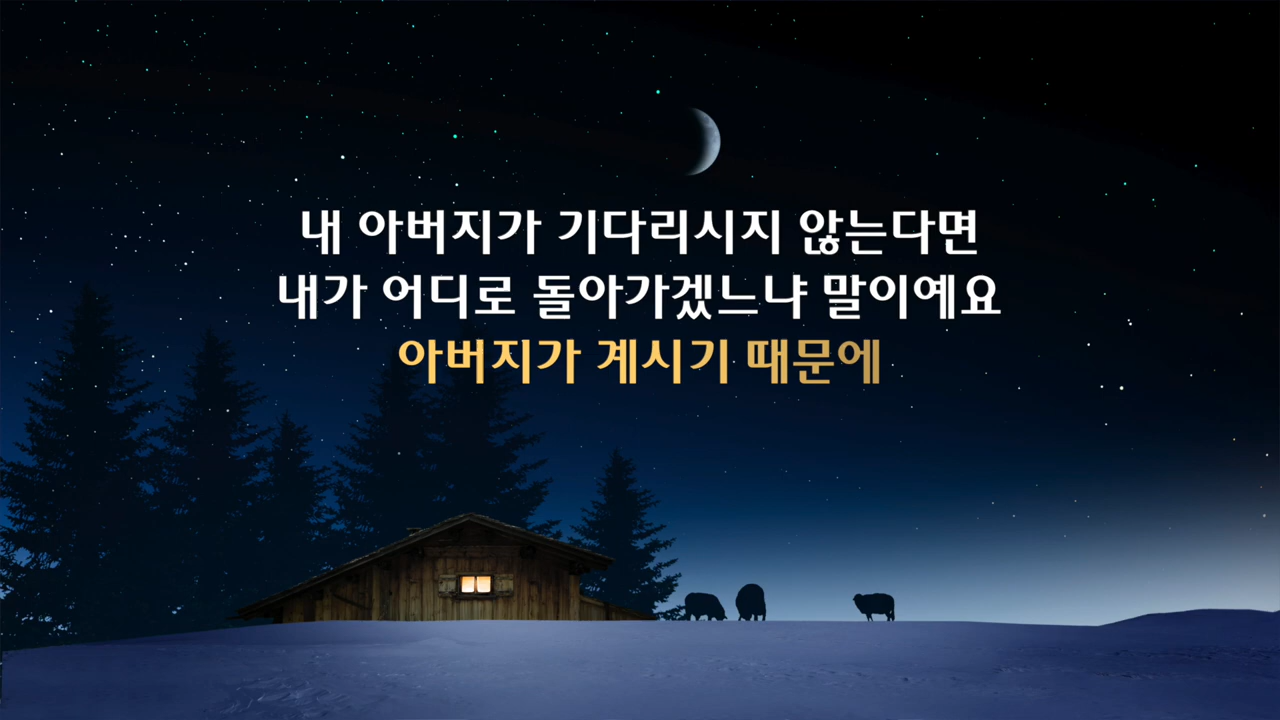 내 아버지가 기다리시지 않는다면
내가 어디로 돌아가겠느냐 말이예요
아버지가 계시기 때문에